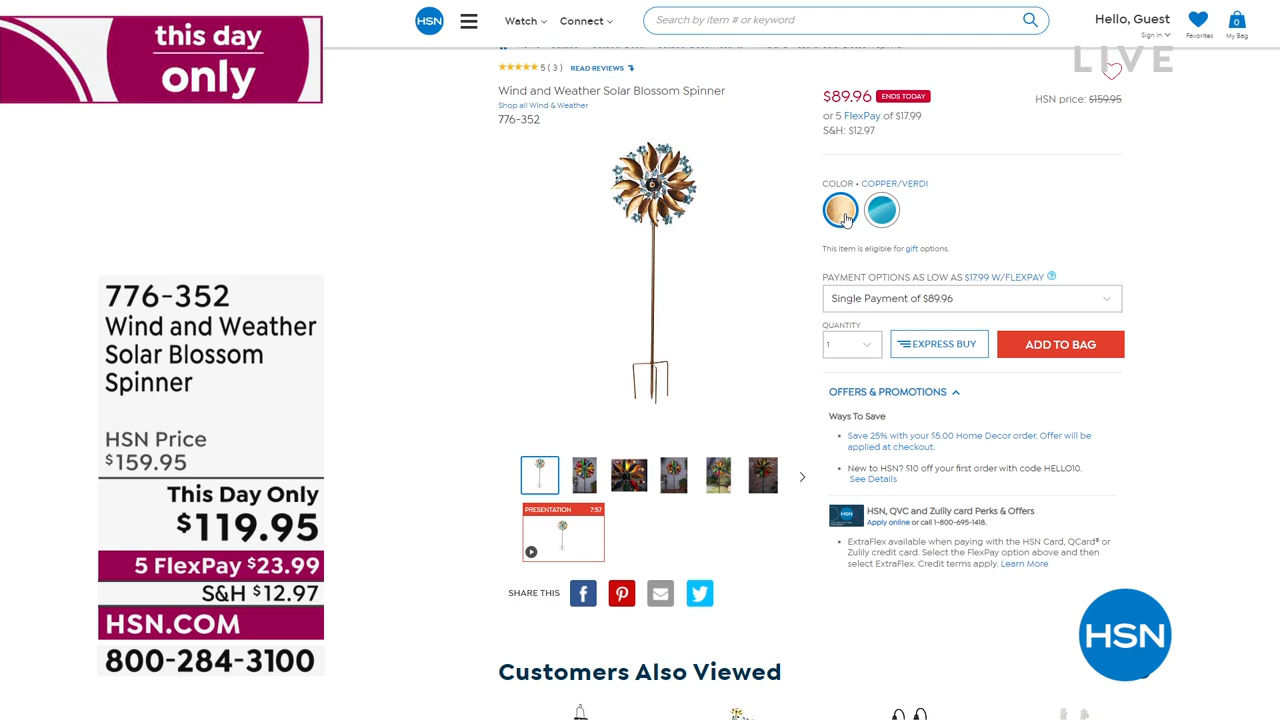 this day
only
HSN
Watch
Connect
Search by item # or keyword
Hello, Guest
Sign In
Favorites
0
My Bag
LIVE
5 ( 3 ) READ REVIEWS
Wind and Weather Solar Blossom Spinner
Shop all Wind & Weather
776-352
$89.96 ENDS TODAY
HSN price: $159.95
or 5 FlexPay of $17.99
S&H: $12.97
COLOR • COPPER/VERDI
This item is eligible for gift options.
PAYMENT OPTIONS AS LOW AS $17.99 W/FLEXPAY
Single Payment of $89.96
QUANTITY
1
EXPRESS BUY
ADD TO BAG
OFFERS & PROMOTIONS
Ways To Save
• Save 25% with your $5.00 Home Decor order. Offer will be
applied at checkout.
• New to HSN? $10 off your first order with code HELLO10.
See Details
HSN, QVC and Zulily card Perks & Offers
Apply online or call 1-800-695-1418.
• ExtraFlex available when paying with the HSN Card, QCard® or
Zulily credit card. Select the FlexPay option above and then
select ExtraFlex. Credit terms apply. Learn More
PRESENTATION 7:57
SHARE THIS
Customers Also Viewed
776-352
Wind and Weather
Solar Blossom
Spinner
HSN Price
$159.95
This Day Only
$119.95
5 FlexPay $23.99
S&H $12.97
HSN.COM
800-284-3100
HSN